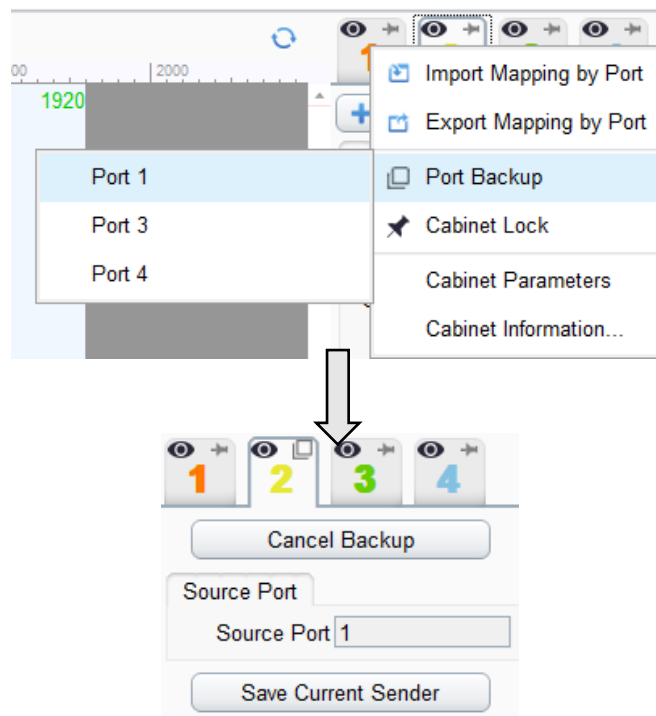 00
2000
1920
1
Import Mapping by Port
Export Mapping by Port
Port 1
Port Backup
Port 3
Cabinet Lock
Port 4
Cabinet Parameters
Cabinet Information...
1 2 3 4
Cancel Backup
Source Port
Source Port 1
Save Current Sender